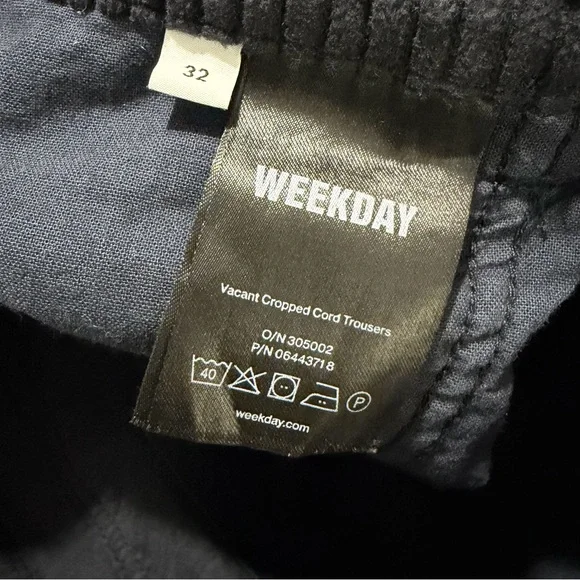 32
WEEKDAY
Vacant Cropped Cord Trousers
O/N 305002
P/N 06443718
40
P
weekday.com